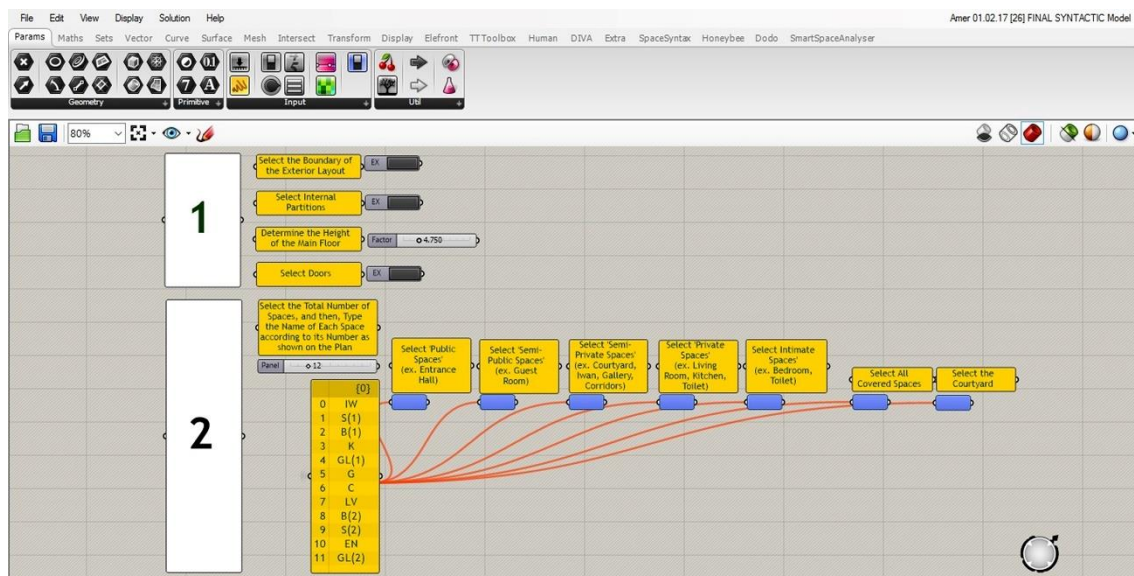 File Edit View Display Solution Help
Amer 01.02.17 [26] FINAL SYNTACTIC Model
Params Maths Sets Vector Curve Surface Mesh Intersect Transform Display Elefront TTToolbox Human DIVA Extra SpaceSyntax Honeybee Dodo SmartSpaceAnalyser
Geometry Primitive Input Util
80%
1
Select the Boundary of
the Exterior Layout
EX
Select Internal
Partitions
EX
Determine the Height
of the Main Floor
Factor 4.750
Select Doors
EX
2
Select the Total Number of
Spaces, and then, Type
the Name of Each Space
according to its Number as
shown on the Plan
Panel 12
{0}
0 IW
1 S(1)
2 B(1)
3 K
4 GL(1)
5 G
6 C
7 LV
8 B(2)
9 S(2)
10 EN
11 GL(2)
Select 'Public
Spaces'
(ex. Entrance
Hall)
Select 'Semi-
Public Spaces'
(ex. Guest
Room)
Select 'Semi-
Private Spaces'
(ex. Courtyard,
Iwan, Gallery,
Corridors)
Select 'Private
Spaces'
(ex. Living
Room, Kitchen,
Toilet)
Select Intimate
Spaces'
(ex. Bedroom,
Toilet)
Select All
Covered Spaces
Select the
Courtyard